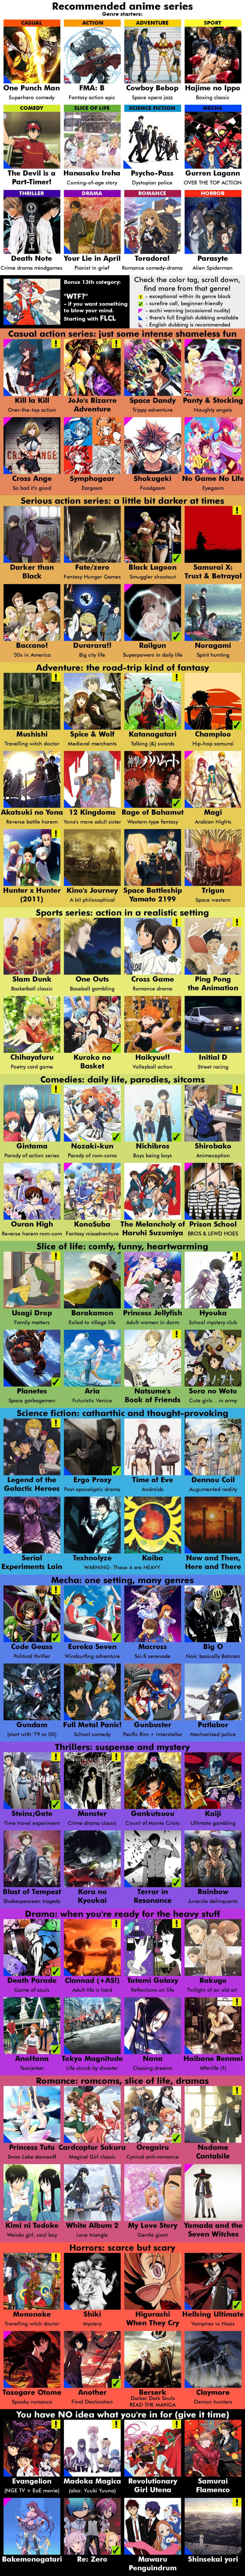 Recommended anime series
Genre starters:
CASUAL ACTION ADVENTURE SPORT
One Punch Man FMA: B Cowboy Bebop Hajime no Ippo
Superhero comedy Fantasy action epic Space opera jazz Boxing classic
COMEDY SLICE OF LIFE SCIENCE FICTION MECHA
The Devil is a Part-Timer! Hanasaku Iroha Psycho-Pass Gurren Lagann
Coming-of-age story Dystopian police OVER THE TOP ACTION
THRILLER DRAMA ROMANCE HORROR
Death Note Your Lie in April Toradora! Parasyte
Crime drama mindgames Pianist in grief Romance comedy-drama Alien Spiderman
Bonus 13th category:
"WTF?"
- if you want something
to blow your mind.
Starting with FLCL
Check the color tag, scroll down,
find more from that genre!
! - exceptional within its genre block
✓ - surefire call, beginner-friendly
- ecchi warning (occasional nudity)
- there's full English dubbing available
- English dubbing is recommended
Casual action series: just some intense shameless fun
Kill la Kill JoJo's Bizarre Adventure Space Dandy Panty & Stocking
Over-the-top action Trippy adventure Naughty angels
Cross Ange Symphogear Shokugeki No Game No Life
So bad it's good Eargasm Foodgasm Eyegasm
Serious action series: a little bit darker at times
Darker than Black Fate/zero Black Lagoon Samurai X: Trust & Betrayal
Fantasy Hunger Games Smuggler shootout
Baccano! Durarara!! Railgun Noragami
'30s in America Big city life Superpowers in daily life Spirit hunting
Adventure: the road-trip kind of fantasy
Mushishi Spice & Wolf Katanagatari Champloo
Travelling witch doctor Medieval merchants Talking (&) swords Hip-hop samurai
Akatsuki no Yona 12 Kingdoms Rage of Bahamut Magi
Reverse battle harem Yona's more adult sister Western-type fantasy Arabian Nights
Hunter x Hunter (2011) Kino's Journey Space Battleship Yamato 2199 Trigun
A bit philosophical Space western
Sports series: action in a realistic setting
Slam Dunk One Outs Cross Game Ping Pong the Animation
Basketball classic Baseball gambling Romance drama
Chihayafuru Kuroko no Basket Haikyuu!! Initial D
Poetry card game Volleyball action Street racing
Comedies: daily life, parodies, sitcoms
Gintama Nozaki-kun Nichibros Shirobako
Parody of action series Parody of rom-coms Boys being boys Animeception
Ouran High KonoSuba The Melancholy of Haruhi Suzumiya Prison School
Reverse harem rom-com Fantasy misadventure BROS & LEWD HOES
Slice of life: comfy, funny, heartwarming
Usagi Drop Barakamon Princess Jellyfish Hyouka
Family matters Exiled to village life Adult women in dorm School mystery club
Planetes Aria Natsume's Book of Friends Sora no Woto
Space garbagemen Futuristic Venice Cute girls... in army
Science fiction: catharthic and thought-provoking
Legend of the Galactic Heroes Ergo Proxy Time of Eve Dennou Coil
Post-apocalyptic drama Androids Augumented reality
Serial Experiments Lain Texhnolyze Kaiba Now and Then, Here and There
WARNING: These 4 are HEAVY.
Mecha: one setting, many genres
Code Geass Eureka Seven Macross Big O
Political thriller Windsurfing adventure Sci-fi serenade Noir, basically Batman
Gundam Full Metal Panic! Gunbuster Patlabor
(start with '79 or 00) School comedy Pacific Rim + Interstellar Mechanized police
Thrillers: suspense and mystery
Steins;Gate Monster Gankutsuou Kaiji
Time travel experiment Crime drama classic Count of Monte Cristo Ultimate gambling
Blast of Tempest Kara no Kyoukai Terror in Resonance Rainbow
Shakespearean tragedy Juvenile delinquents
Drama: when you're ready for the heavy stuff
Death Parade Clannad (+AS!) Tatami Galaxy Rakugo
Game of souls Adult life is hard Reflections on life Twilight of an old art
AnoHana Tokyo Magnitude Nana Haibane Renmei
Tearjerker Life struck by disaster Chasing dreams Afterlife (?)
Romance: romcoms, slice of life, dramas
Princess Tutu Cardcaptor Sakura Oregairu Nodame Cantabile
Swan Lake danceoff Magical Girl classic Cynical anti-romance
Kimi ni Todoke White Album 2 My Love Story Yamada and the Seven Witches
Weirdo girl, cool boy Love triangle Gentle giant
Horrors: scarce but scary
Mononoke Shiki Higurashi When They Cry Hellsing Ultimate
Travelling witch doctor Mystery Vampires vs Nazis
Tasogare Otome Another Berserk Claymore
Spooky romance Final Destination Darker Dark Souls READ THE MANGA Demon hunters
You have NO idea what you're in for (give it time)
Evangelion Madoka Magica Revolutionary Girl Utena Samurai Flamenco
(NGE TV + EoE movie) (also: Yuuki Yuuna)
Bakemonogatari Re: Zero Mawaru Penguindrum Shinsekai yori